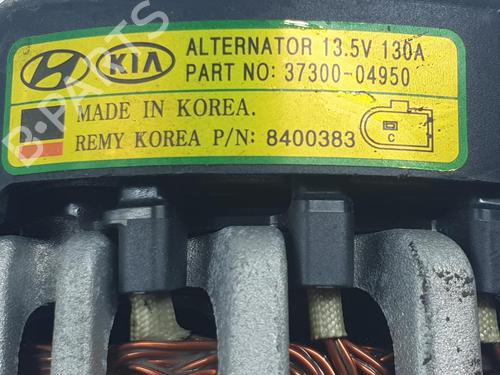 KIA
ALTERNATOR 13.5V 130A
PART NO: 37300-04950
MADE IN KOREA.
REMY KOREA P/N: 8400383
C
B-PARTS